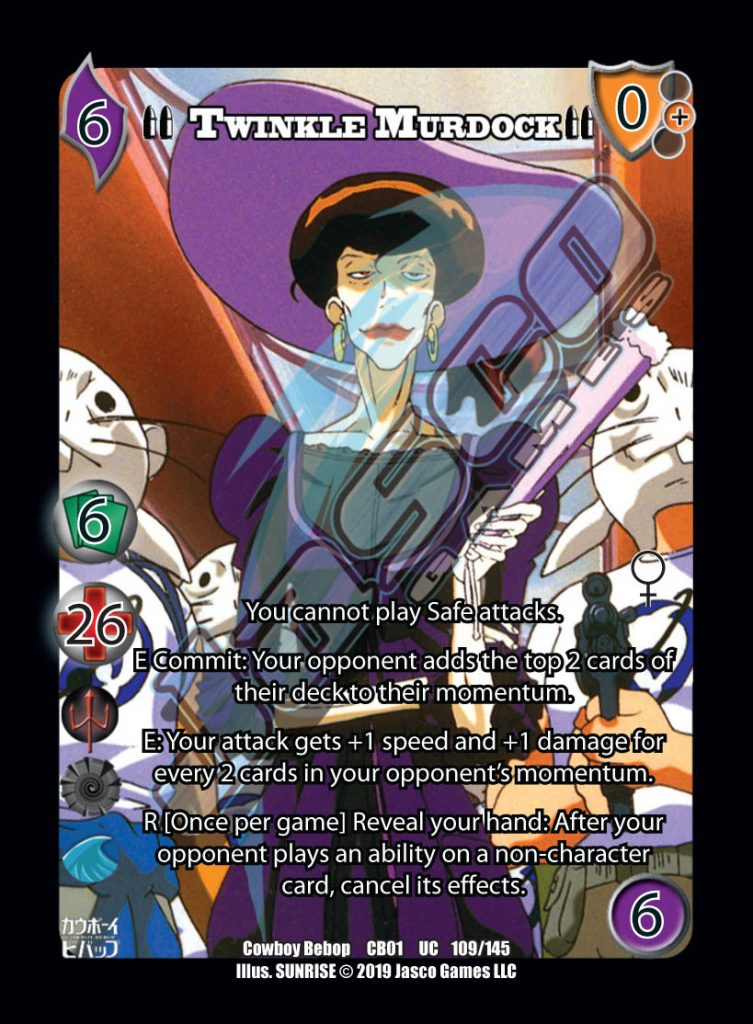 6
TWINKLE MURDOCK
0
+
JASCO
GAMES
6
26
You cannot play Safe attacks.
E Commit: Your opponent adds the top 2 cards of
their deck to their momentum.
E: Your attack gets +1 speed and +1 damage for
every 2 cards in your opponent's momentum.
R [Once per game] Reveal your hand: After your
opponent plays an ability on a non-character
card, cancel its effects.
6
カウボーイ
ビバップ
Cowboy Bebop CB01 UC 109/145
Illus. SUNRISE © 2019 Jasco Games LLC